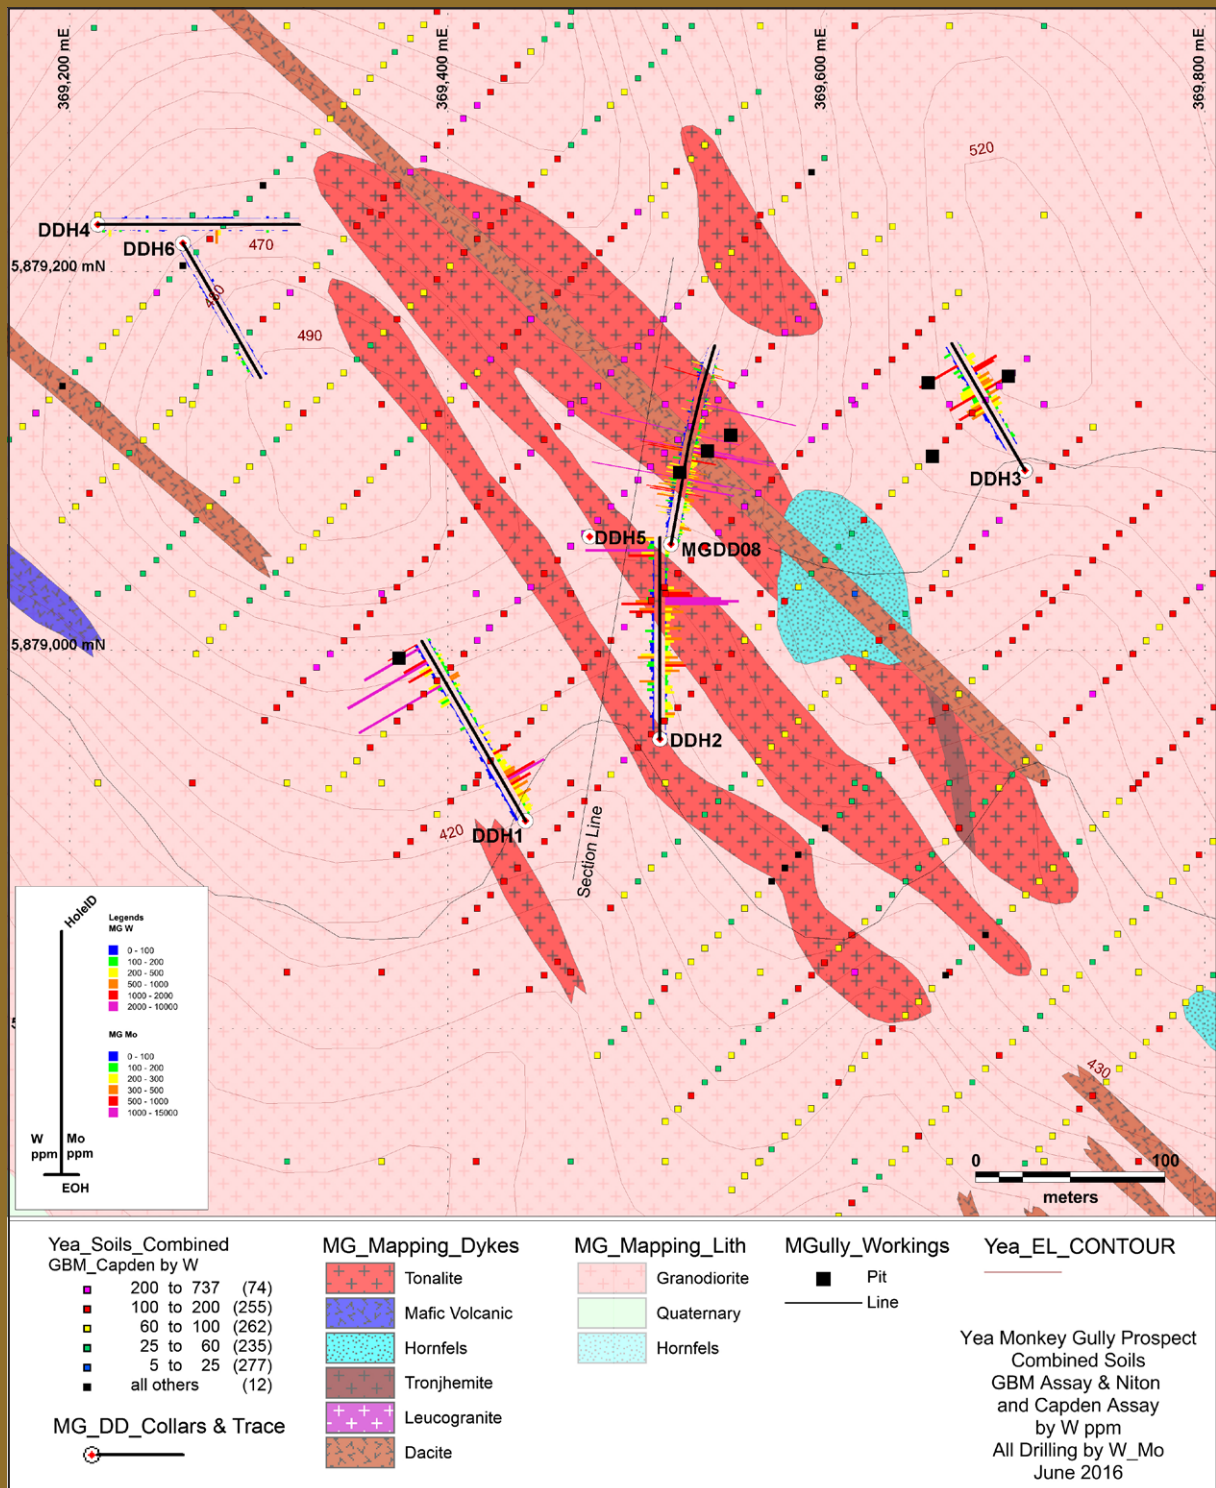 369,200 mE
369,400 mE
369,600 mE
369,800 mE
520
DDH4
DDH6
470
5,879,200 mN
490
DDH3
DDH5
MGDD08
5,879,000 mN
DDH2
420
DDH1
Section Line
430
HoleID
Legends
MG W
0 - 100
100 - 200
200 - 500
500 - 1000
1000 - 2000
2000 - 10000
MG Mo
0 - 100
100 - 200
200 - 300
300 - 500
500 - 1000
1000 - 15000
W Mo
ppm ppm
EOH
0 100
meters
Yea_Soils_Combined
GBM_Capden by W
200 to 737 (74)
100 to 200 (255)
60 to 100 (262)
25 to 60 (235)
5 to 25 (277)
all others (12)
MG_DD_Collars & Trace
MG_Mapping_Dykes
Tonalite
Mafic Volcanic
Hornfels
Tronjhemite
Leucogranite
Dacite
MG_Mapping_Lith
Granodiorite
Quaternary
Hornfels
MGully_Workings
Pit
Line
Yea_EL_CONTOUR
Yea Monkey Gully Prospect
Combined Soils
GBM Assay & Niton
and Capden Assay
by W ppm
All Drilling by W_Mo
June 2016